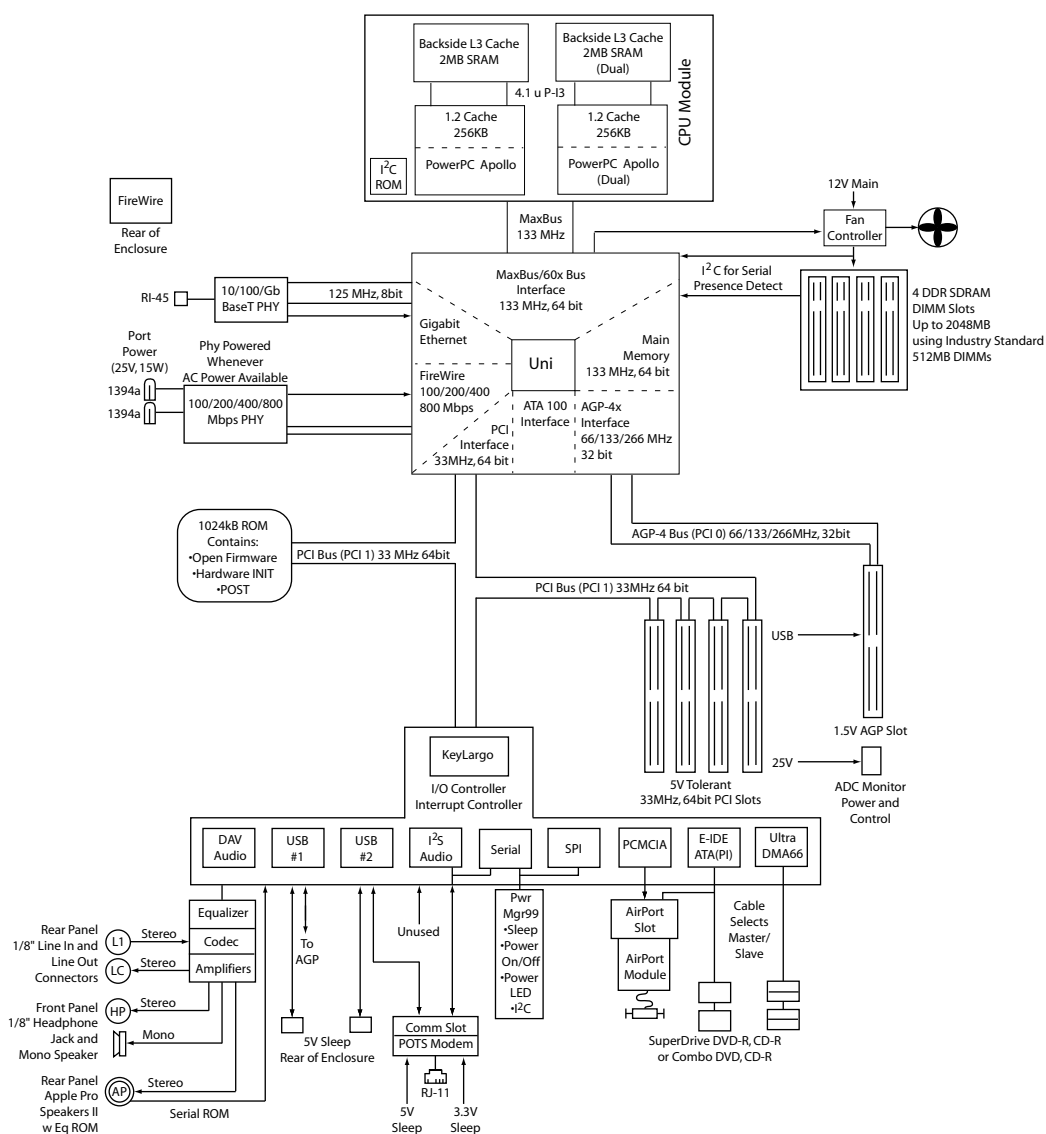 Backside L3 Cache
2MB SRAM
Backside L3 Cache
2MB SRAM
(Dual)
4.1 u P-I3
1.2 Cache
256KB
PowerPC Apollo
1.2 Cache
256KB
PowerPC Apollo
(Dual)
I²C
ROM
CPU Module
FireWire
Rear of
Enclosure
MaxBus
133 MHz
12V Main
Fan
Controller
I²C for Serial
Presence Detect
4 DDR SDRAM
DIMM Slots
Up to 2048MB
using Industry Standard
512MB DIMMs
RI-45
10/100/Gb
BaseT PHY
125 MHz, 8bit
MaxBus/60x Bus
Interface
133 MHz, 64 bit
Gigabit
Ethernet
Uni
Main
Memory
133 MHz, 64 bit
Port
Power
(25V, 15W)
1394a
1394a
Phy Powered
Whenever
AC Power Available
100/200/400/800
Mbps PHY
FireWire
100/200/400
800 Mbps
PCI
Interface
33MHz, 64 bit
ATA 100
Interface
AGP-4x
Interface
66/133/266 MHz
32 bit
1024kB ROM
Contains:
•Open Firmware
•Hardware INIT
•POST
PCI Bus (PCI 1) 33 MHz 64bit
AGP-4 Bus (PCI 0) 66/133/266MHz, 32bit
PCI Bus (PCI 1) 33MHz 64 bit
USB
1.5V AGP Slot
25V
ADC Monitor
Power and
Control
5V Tolerant
33MHz, 64bit PCI Slots
KeyLargo
I/O Controller
Interrupt Controller
DAV
Audio
USB
#1
USB
#2
I²S
Audio
Serial
SPI
PCMCIA
E-IDE
ATA(PI)
Ultra
DMA66
Equalizer
Codec
Amplifiers
Rear Panel
1/8" Line In and
Line Out
Connectors
L1
Stereo
LC
Stereo
Front Panel
1/8" Headphone
Jack and
Mono Speaker
HP
Stereo
Mono
Rear Panel
Apple Pro
Speakers II
w Eq ROM
AP
Stereo
Serial ROM
To
AGP
5V Sleep
Rear of Enclosure
Unused
Comm Slot
POTS Modem
RJ-11
5V
Sleep
3.3V
Sleep
Pwr
Mgr99
•Sleep
•Power
On/Off
•Power
LED
•I²C
AirPort
Slot
AirPort
Module
Cable
Selects
Master/
Slave
SuperDrive DVD-R, CD-R
or Combo DVD, CD-R